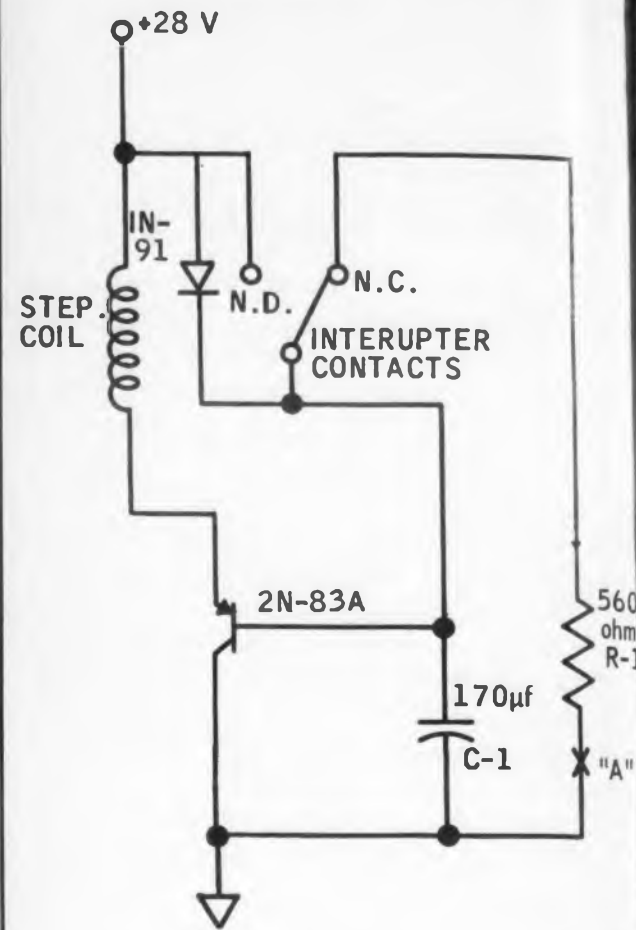 +28 V
IN-
91
N.D.
N.C.
STEP.
COIL
INTERUPTER
CONTACTS
2N-83A
560
ohm
R-1
170µf
C-1
"A"